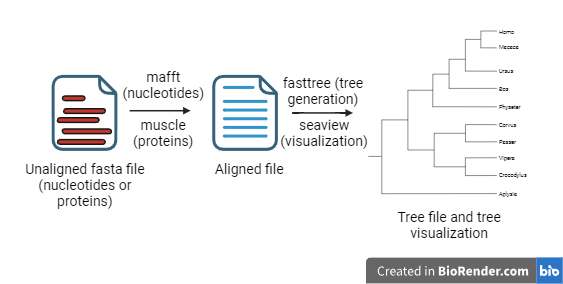 mafft
(nucleotides)
muscle
(proteins)
fasttree (tree
generation)
seaview
(visualization)
Unaligned fasta file
(nucleotides or
proteins)
Aligned file
Homo
Macaca
Ursus
Bos
Physeter
Corvus
Passer
Vipera
Crocodylus
Aplysia
Tree file and tree
visualization
Created in BioRender.com bio